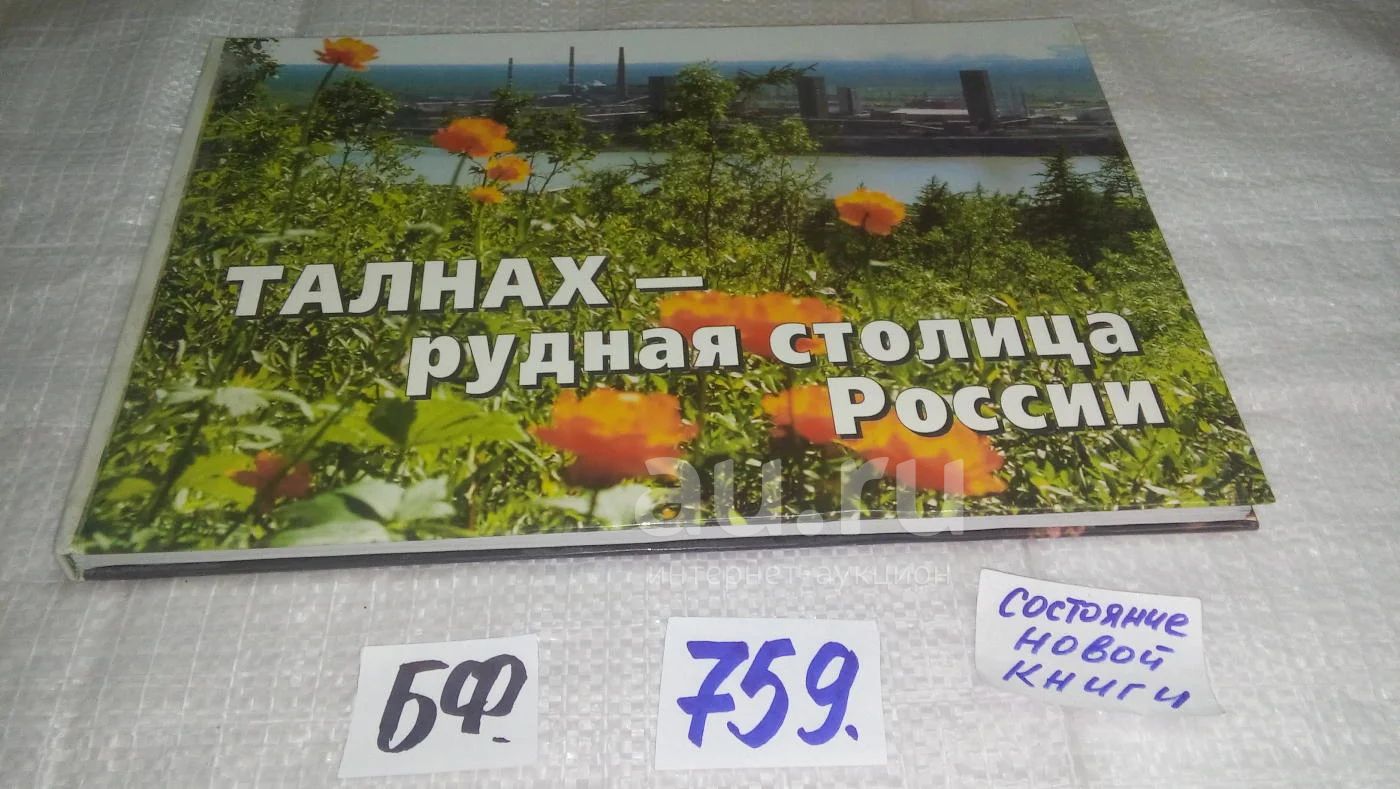 ТАЛНАХ —
рудная столица
России
au.ru
интернет-аукцион
БФ.
759.
СОСТОЯНИЕ
НОВОЙ
КНИГИ